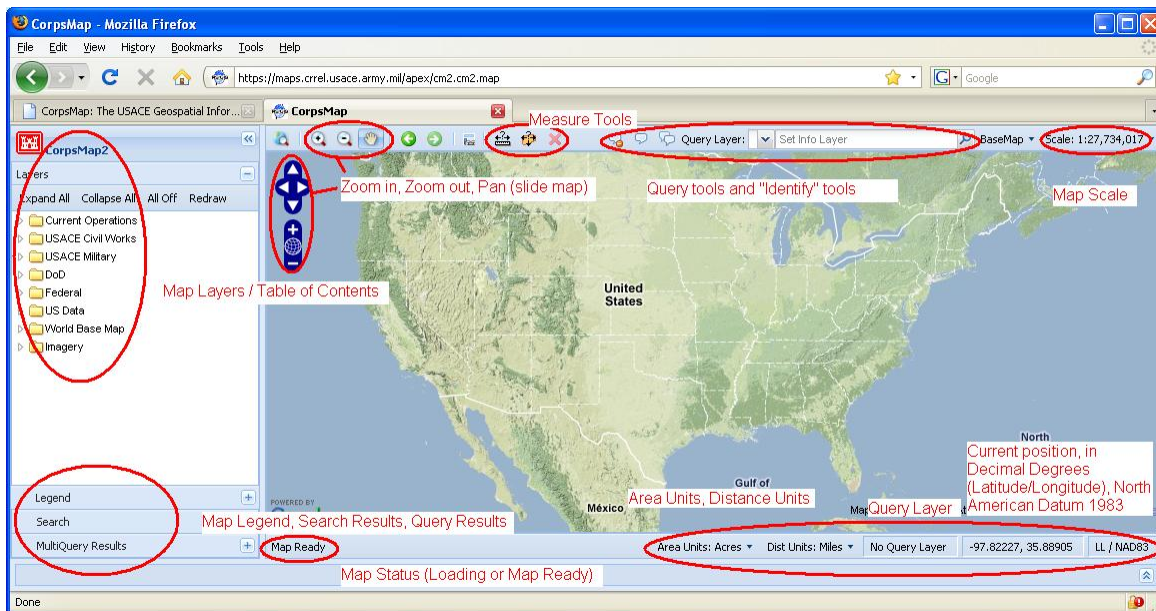 CorpsMap - Mozilla Firefox
File Edit View History Bookmarks Tools Help
https://maps.crrel.usace.army.mil/apex/cm2.cm2.map
Google
CorpsMap: The USACE Geospatial Infor...
CorpsMap
CorpsMap2
Measure Tools
Query Layer: Set Info Layer
BaseMap
Scale: 1:27,734,017
Layers
Expand All Collapse All All Off Redraw
Current Operations
USACE Civil Works
USACE Military
DoD
Federal
US Data
World Base Map
Imagery
Zoom in, Zoom out, Pan (slide map)
Query tools and "Identify" tools
Map Scale
Map Layers / Table of Contents
United
States
North
Current position, in
Decimal Degrees
(Latitude/Longitude), North
American Datum 1983
Gulf of
Area Units, Distance Units
México
Query Layer
POWERED BY
Legend
Search
MultiQuery Results
Map Legend, Search Results, Query Results
Map Ready
Area Units: Acres Dist Units: Miles No Query Layer -97.82227, 35.88905 LL / NAD83
Map Status (Loading or Map Ready)
Done